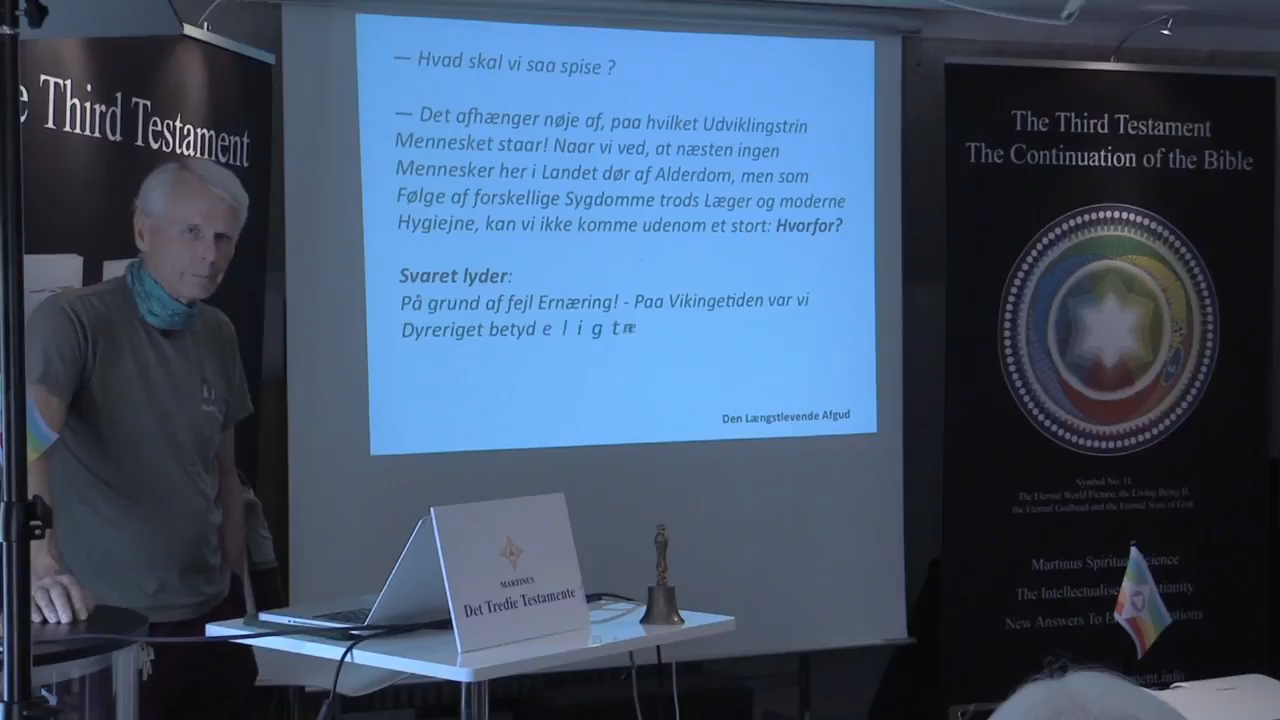 e Third Testament
— Hvad skal vi saa spise ?
— Det afhænger nøje af, paa hvilket Udviklingstrin
Mennesket staar! Naar vi ved, at næsten ingen
Mennesker her i Landet dør af Alderdom, men som
Følge af forskellige Sygdomme trods Læger og moderne
Hygiejne, kan vi ikke komme udenom et stort: Hvorfor?
Svaret lyder:
På grund af fejl Ernæring! - Paa Vikingetiden var vi
Dyreriget betyd e l i g t
Den Længstlevende Afgud
MARTINUS
Det Tredie Testamente
The Third Testament
The Continuation of the Bible
Symbol No. 11
The Eternal World Picture, the Living Being II
the Eternal Godhead and the Eternal Sons of God
Martinus Spiritual Science
The Intellectualise
New Answers To